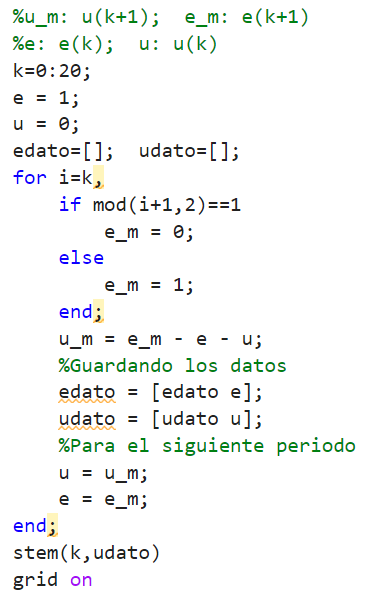 %u_m: u(k+1);  e_m: e(k+1)
%e: e(k);  u: u(k)
k=0:20;
e = 1;
u = 0;
edato=[];  udato=[];
for i=k,
    if mod(i+1,2)==1
        e_m = 0;
    else
        e_m = 1;
    end;
    u_m = e_m - e - u;
    %Guardando los datos
    edato = [edato e];
    udato = [udato u];
    %Para el siguiente periodo
    u = u_m;
    e = e_m;
end;
stem(k,udato)
grid on